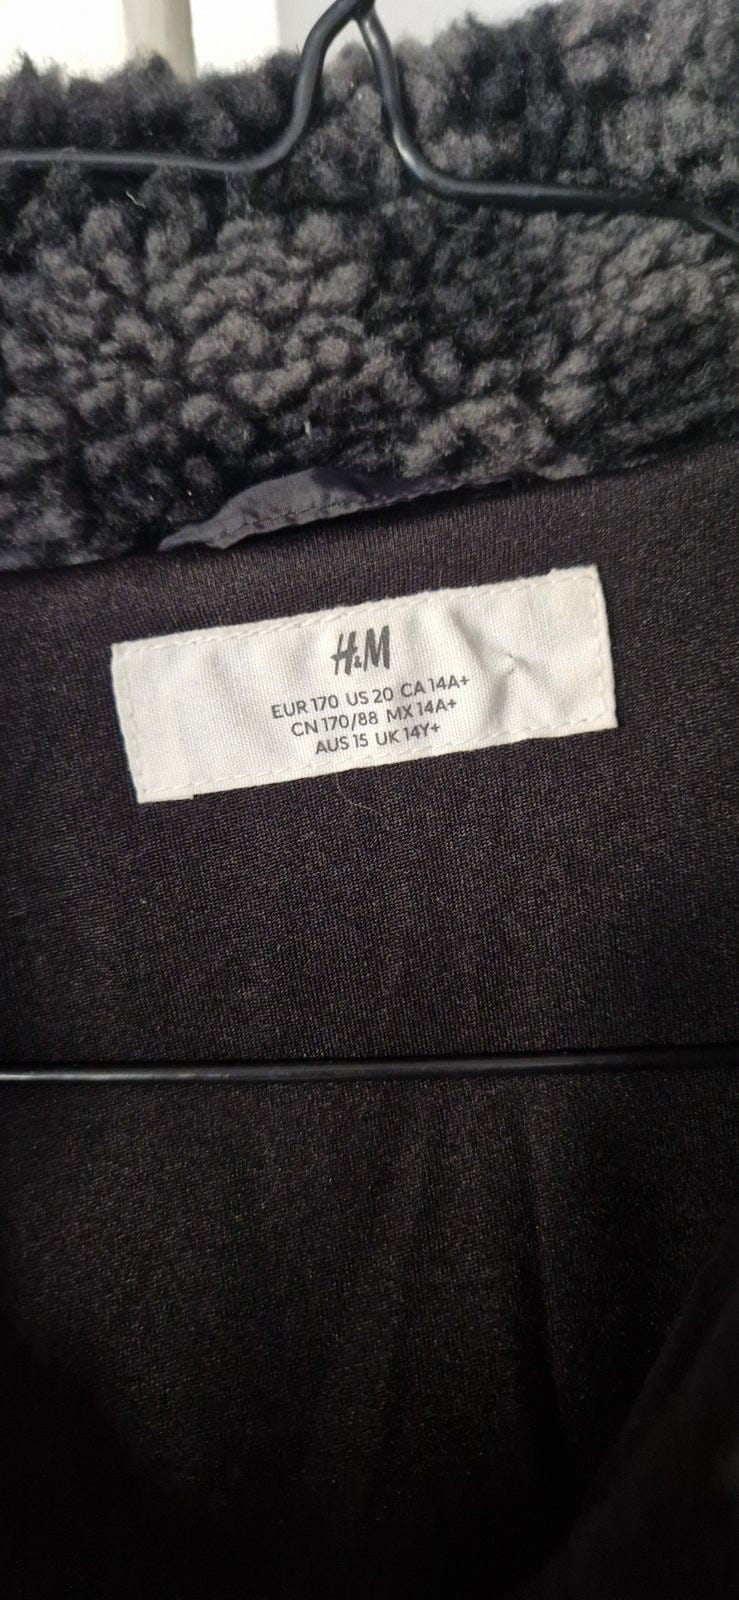 H&M
EUR 170 US 20 CA 14A+
CN 170/88 MX 14A+
AUS 15 UK 14Y+